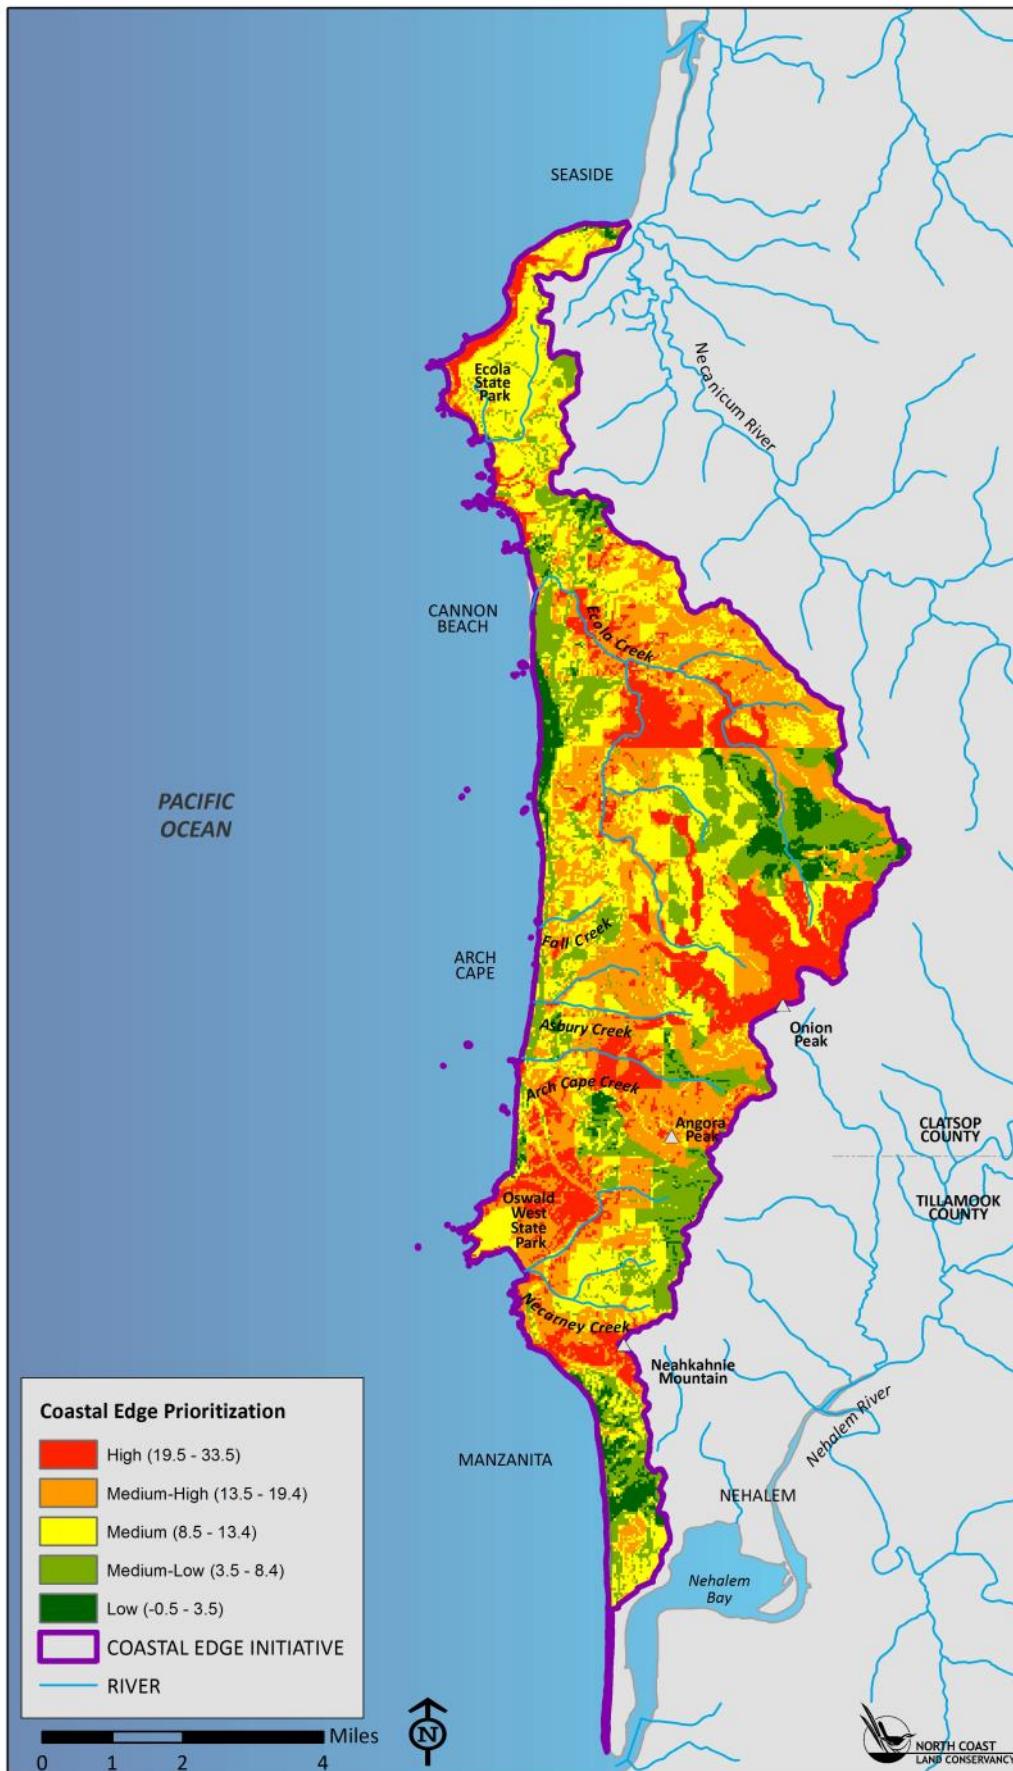 SEASIDE
Ecola
State
Park
Necanicum River
CANNON
BEACH
Ecola Creek
PACIFIC
OCEAN
Fall Creek
ARCH
CAPE
Onion
Peak
Asbury Creek
Arch Cape Creek
Angora
Peak
CLATSOP
COUNTY
TILLAMOOK
COUNTY
Oswald
West
State
Park
Necarney Creek
Neahkahnie
Mountain
Nehalem River
MANZANITA
NEHALEM
Nehalem
Bay
Coastal Edge Prioritization
High (19.5 - 33.5)
Medium-High (13.5 - 19.4)
Medium (8.5 - 13.4)
Medium-Low (3.5 - 8.4)
Low (-0.5 - 3.5)
COASTAL EDGE INITIATIVE
RIVER
Miles
0 1 2 4
N
NORTH COAST
LAND CONSERVANCY